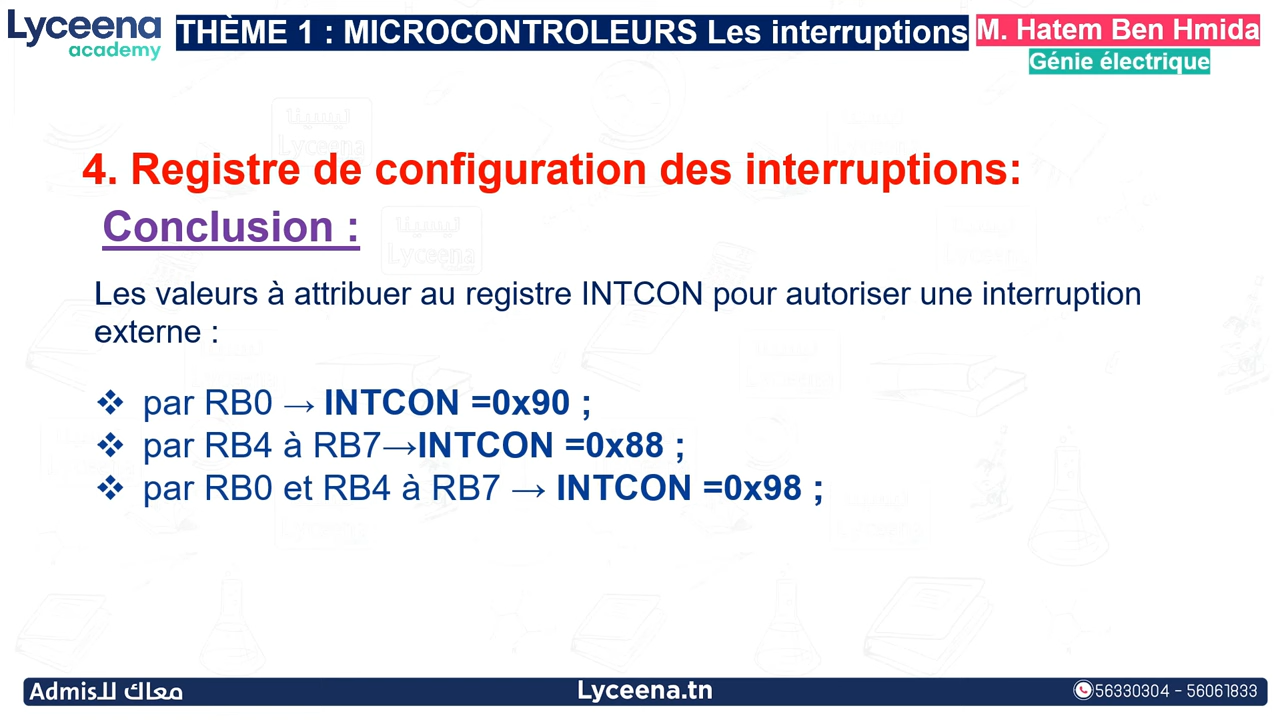 Lyceena
academy
THÈME 1 : MICROCONTROLEURS Les interruptions
M. Hatem Ben Hmida
Génie électrique
4. Registre de configuration des interruptions:
Conclusion :
Les valeurs à attribuer au registre INTCON pour autoriser une interruption
externe :
❖ par RB0 → INTCON =0x90 ;
❖ par RB4 à RB7→INTCON =0x88 ;
❖ par RB0 et RB4 à RB7 → INTCON =0x98 ;
معاك للـAdmis
Lyceena.tn
56330304 - 56061833